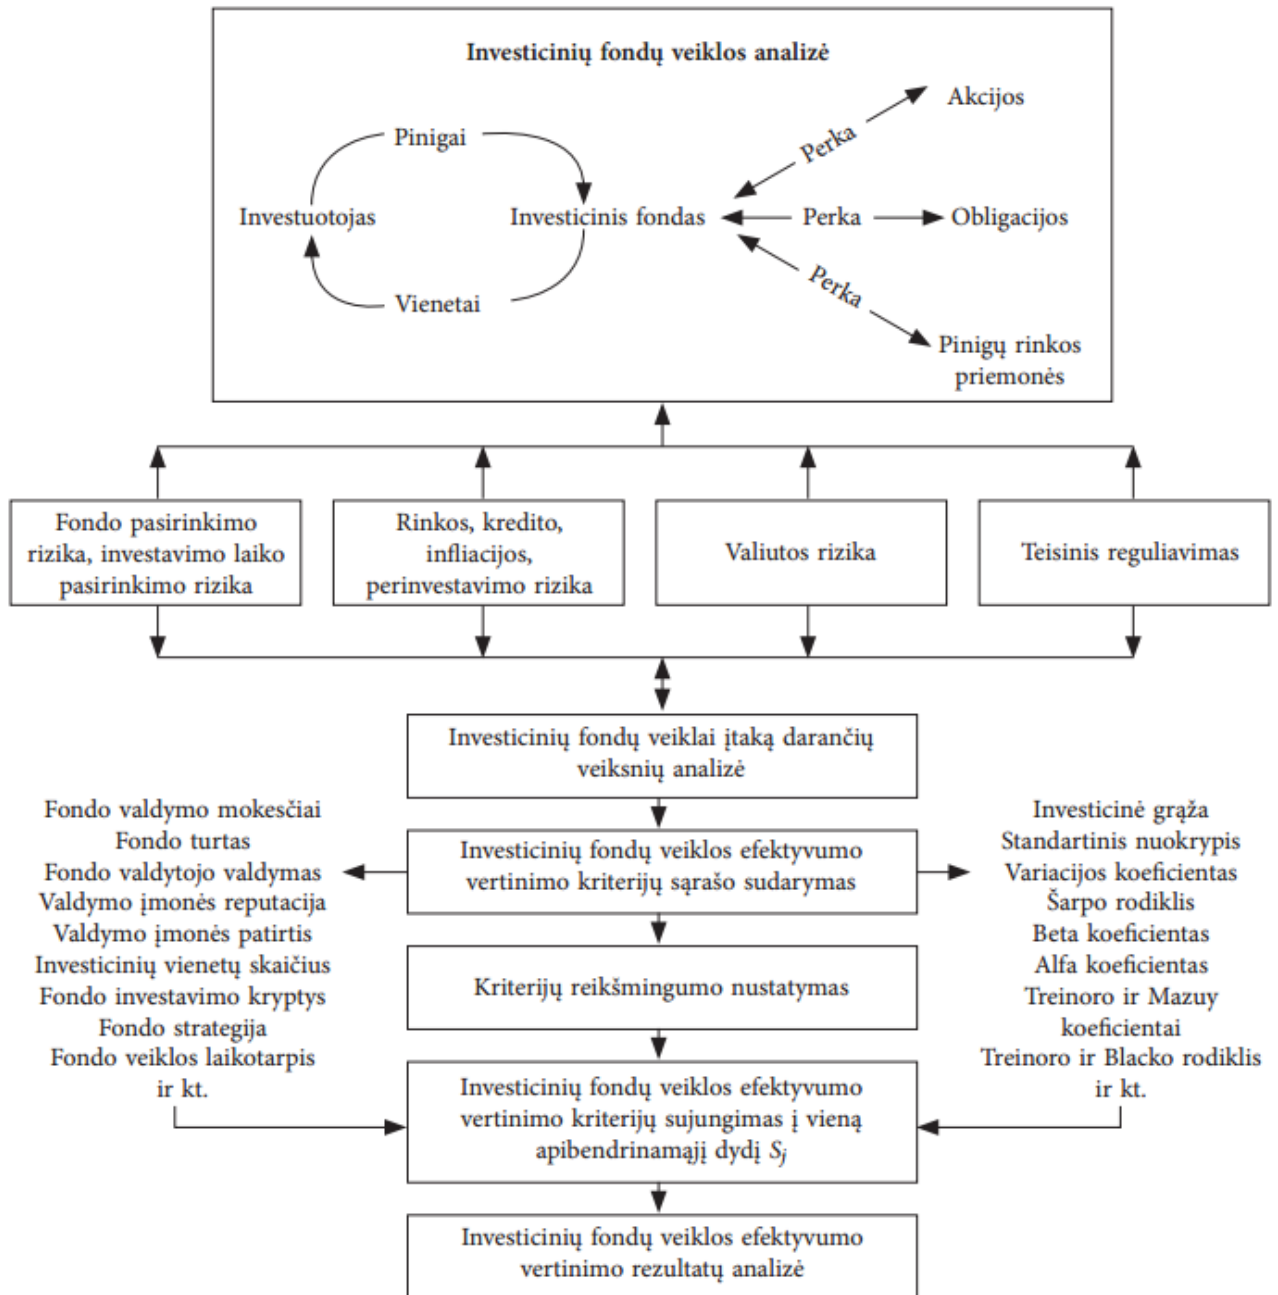 Investicinių fondų veiklos analizė
Pinigai
Investuotojas
Investicinis fondas
Vienetai
Perka
Akcijos
Perka
Obligacijos
Perka
Pinigų rinkos
priemonės
Fondo pasirinkimo
rizika, investavimo laiko
pasirinkimo rizika
Rinkos, kredito,
infliacijos,
perinvestavimo rizika
Valiutos rizika
Teisinis reguliavimas
Investicinių fondų veiklai įtaką darančių
veiksnių analizė
Fondo valdymo mokesčiai
Fondo turtas
Fondo valdytojo valdymas
Valdymo įmonės reputacija
Valdymo įmonės patirtis
Investicinių vienetų skaičius
Fondo investavimo kryptys
Fondo strategija
Fondo veiklos laikotarpis
ir kt.
Investicinių fondų veiklos efektyvumo
vertinimo kriterijų sąrašo sudarymas
Investicinė grąža
Standartinis nuokrypis
Variacijos koeficientas
Šarpo rodiklis
Beta koeficientas
Alfa koeficientas
Treinoro ir Mazuy
koeficientai
Treinoro ir Blacko rodiklis
ir kt.
Kriterijų reikšmingumo nustatymas
Investicinių fondų veiklos efektyvumo
vertinimo kriterijų sujungimas į vieną
apibendrinamąjį dydį Sj
Investicinių fondų veiklos efektyvumo
vertinimo rezultatų analizė